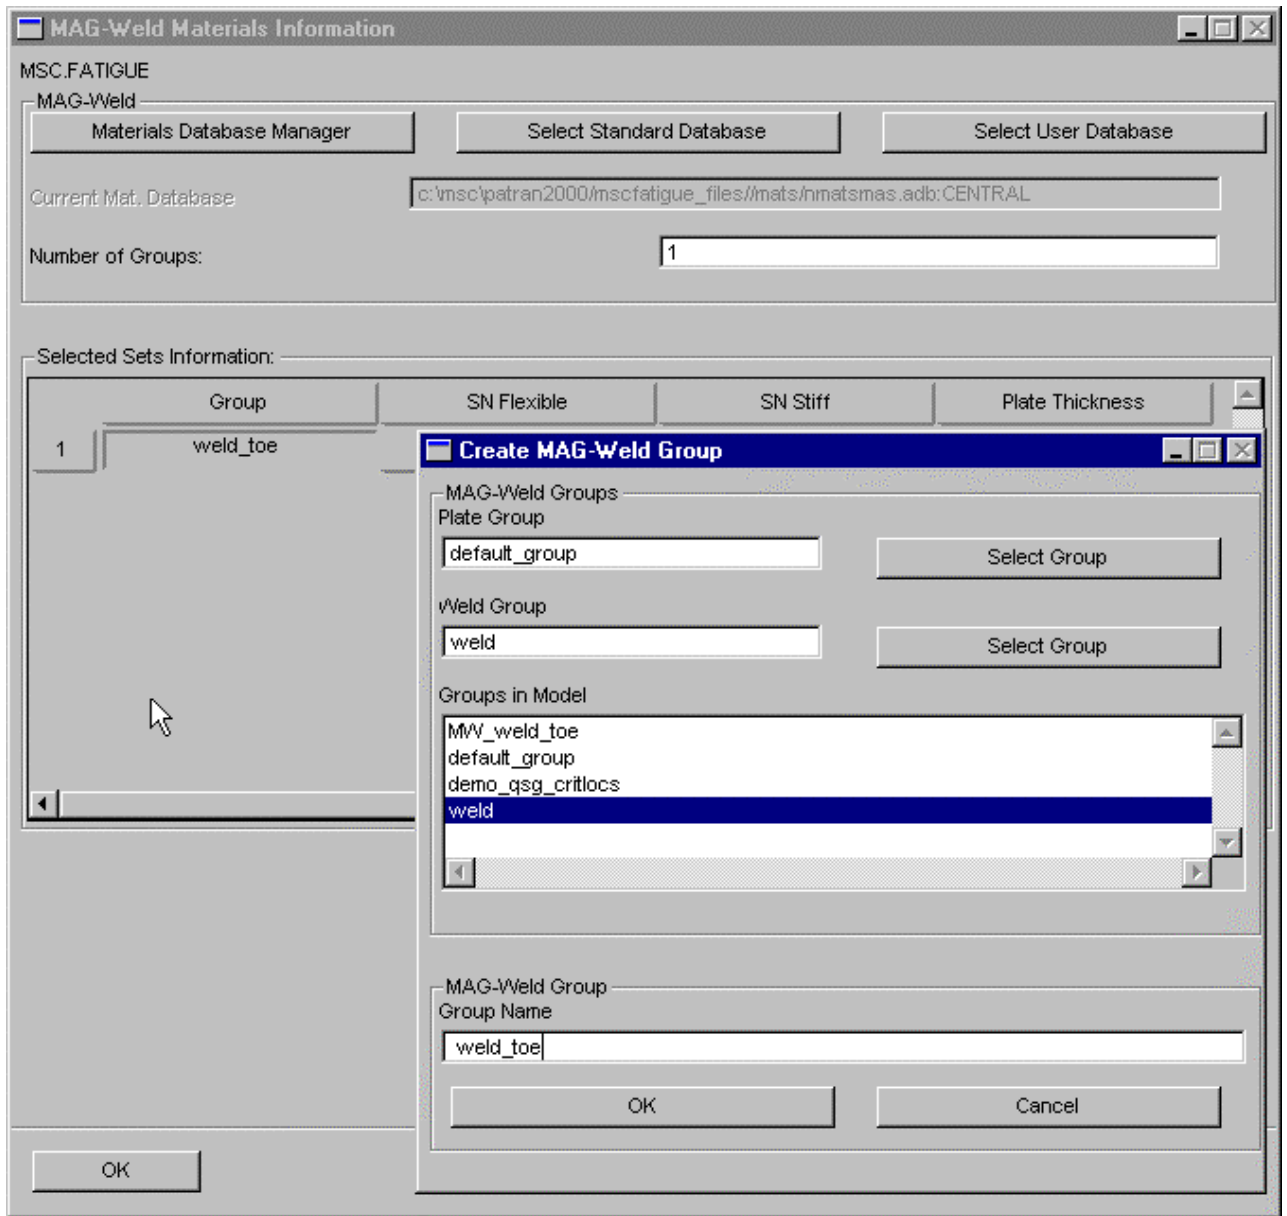 MAG-Weld Materials Information
MSC.FATIGUE
MAG-Weld
Materials Database Manager Select Standard Database Select User Database
Current Mat. Database c:\msc\patran2000/mscfatigue_files//mats/nmatsmas.adb:CENTRAL
Number of Groups: 1
Selected Sets Information:
Group SN Flexible SN Stiff Plate Thickness
1 weld_toe
Create MAG-Weld Group
MAG-Weld Groups
Plate Group
default_group Select Group
Weld Group
weld Select Group
Groups in Model
MW_weld_toe
default_group
demo_qsg_critlocs
weld
MAG-Weld Group
Group Name
weld_toe
OK Cancel
OK